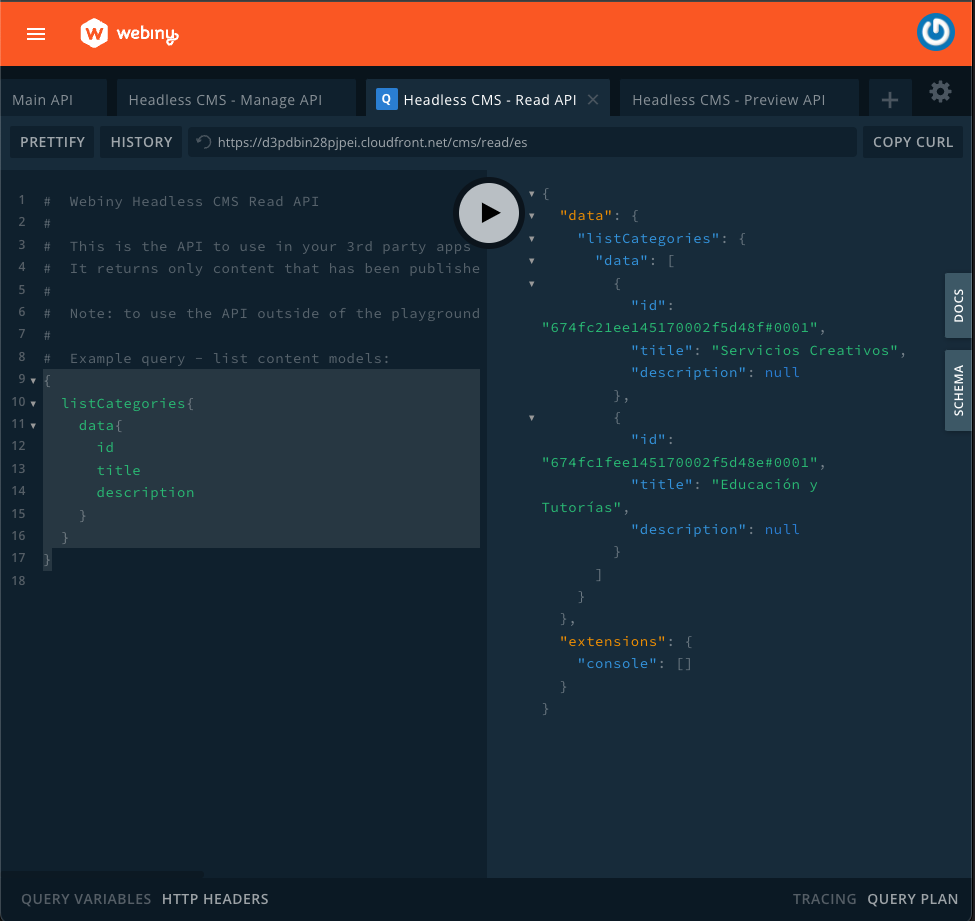 webiny
Main API
Headless CMS - Manage API
Q Headless CMS - Read API
Headless CMS - Preview API
PRETTIFY
HISTORY
https://d3pdbin28pjpei.cloudfront.net/cms/read/es
COPY CURL
1 # Webiny Headless CMS Read API
2 #
3 # This is the API to use in your 3rd party apps
4 # It returns only content that has been publishe
5 #
6 # Note: to use the API outside of the playground
7 #
8 # Example query - list content models:
9 {
10 listCategories{
11 data{
12 id
13 title
14 description
15 }
16 }
17 }
18
{
"data": {
"listCategories": {
"data": [
{
"id":
"674fc21ee145170002f5d48f#0001",
"title": "Servicios Creativos",
"description": null
},
{
"id":
"674fc1fee145170002f5d48e#0001",
"title": "Educación y
Tutorías",
"description": null
}
]
}
},
"extensions": {
"console": []
}
}
DOCS
SCHEMA
QUERY VARIABLES
HTTP HEADERS
TRACING
QUERY PLAN